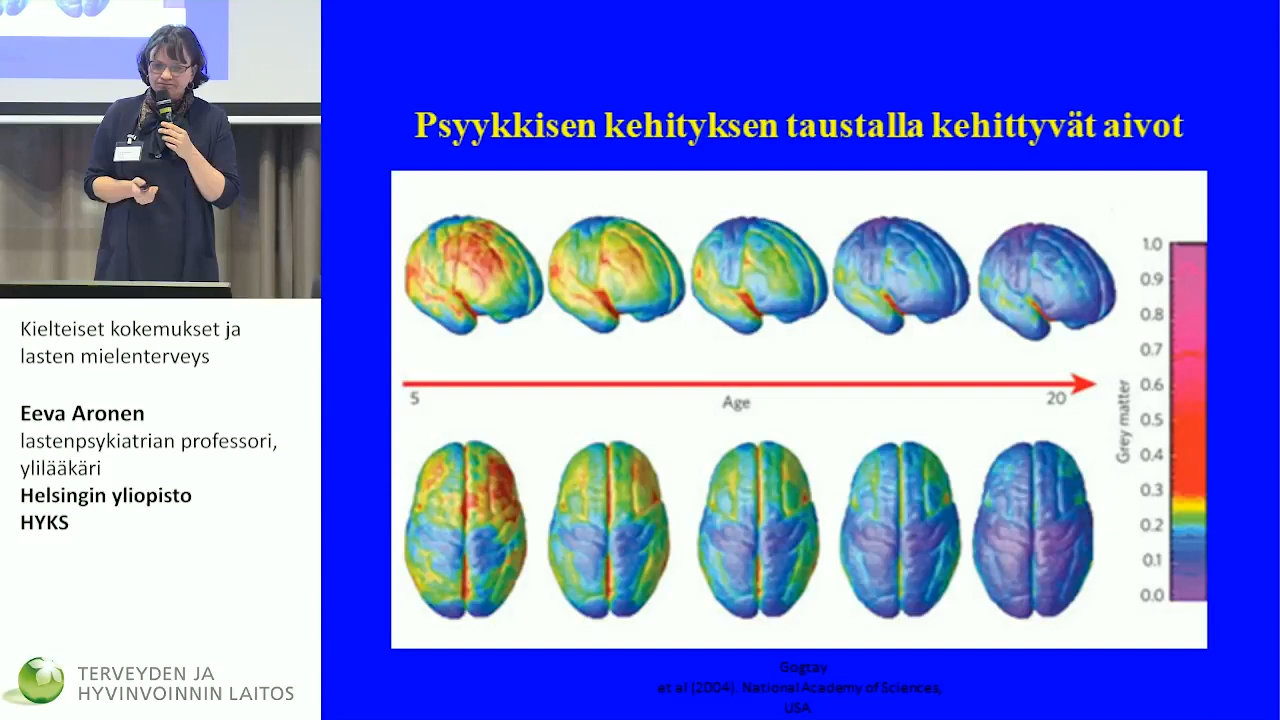 Kielteiset kokemukset ja
lasten mielenterveys
Eeva Aronen
lastenpsykiatrian professori,
ylilääkäri
Helsingin yliopisto
HYKS
TERVEYDEN JA
HYVINVOINNIN LAITOS
Psyykkisen kehityksen taustalla kehittyvät aivot
5
Age
20
Grey matter
1.0
0.9
0.8
0.7
0.6
0.5
0.4
0.3
0.2
0.1
0.0
Gogtay
et al (2004). National Academy of Sciences,
USA